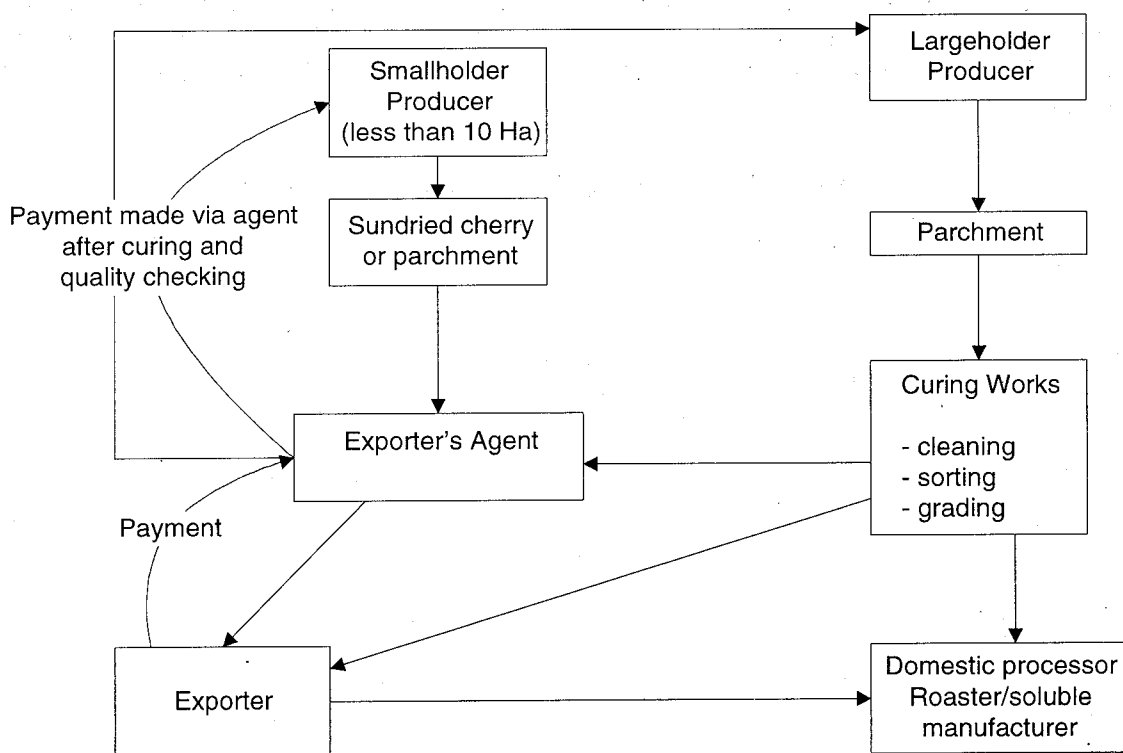 Largeholder
Producer
Smallholder
Producer
(less than 10 Ha)
Payment made via agent
after curing and
quality checking
Sundried cherry
or parchment
Parchment
Curing Works
- cleaning
- sorting
- grading
Exporter's Agent
Payment
Exporter
Domestic processor
Roaster/soluble
manufacturer